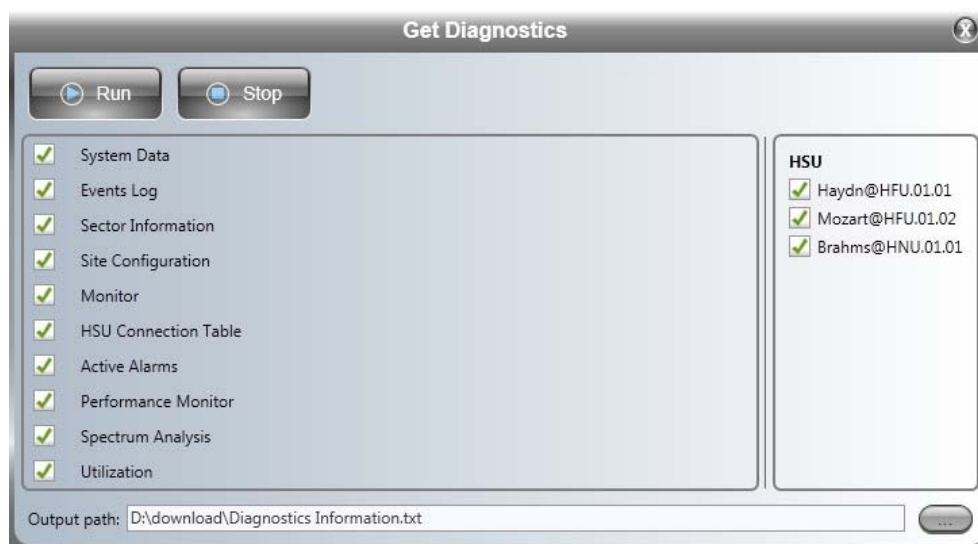 Get Diagnostics
X
Run
Stop
System Data
Events Log
Sector Information
Site Configuration
Monitor
HSU Connection Table
Active Alarms
Performance Monitor
Spectrum Analysis
Utilization
HSU
Haydn@HFU.01.01
Mozart@HFU.01.02
Brahms@HNU.01.01
Output path: D:\download\Diagnostics Information.txt
...